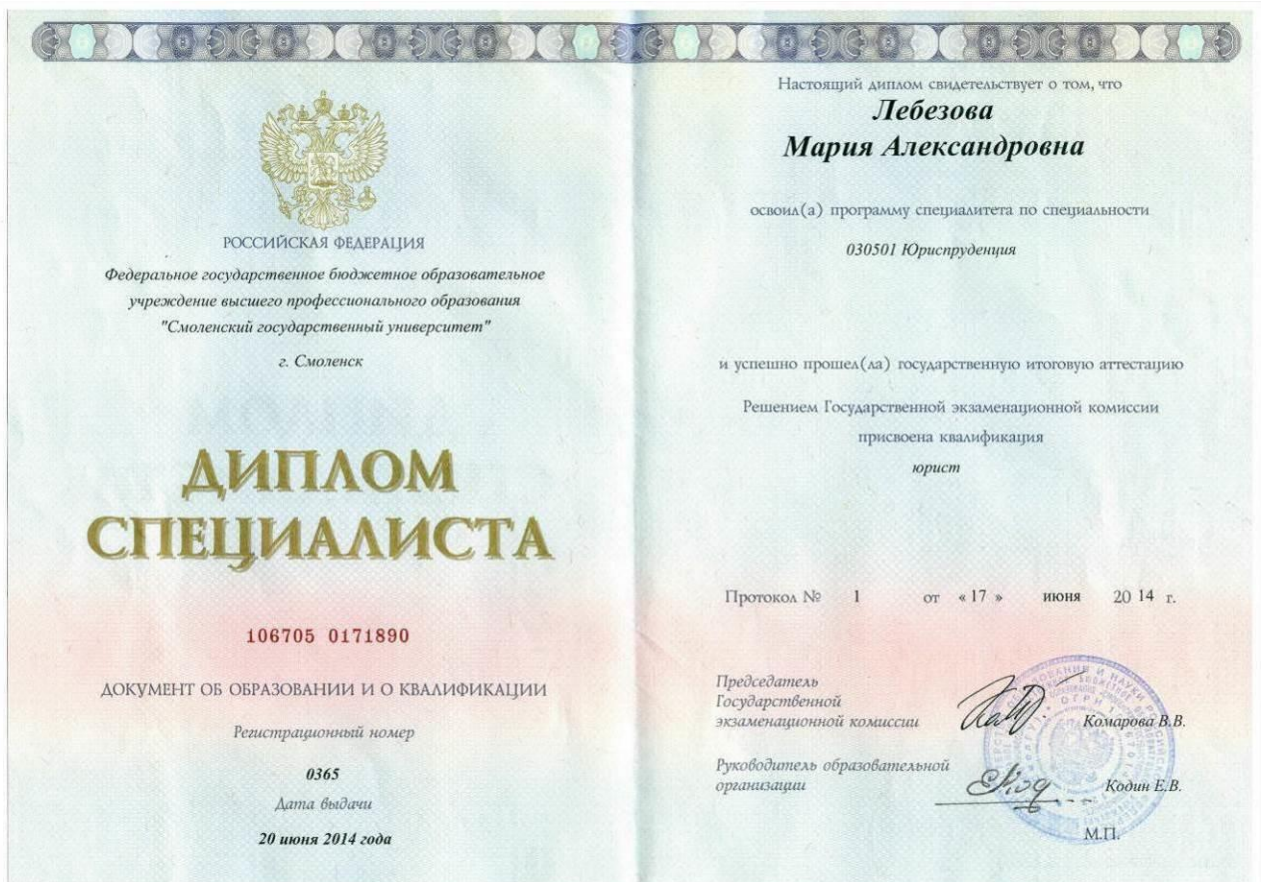 РОССИЙСКАЯ ФЕДЕРАЦИЯ
Федеральное государственное бюджетное образовательное
учреждение высшего профессионального образования
"Смоленский государственный университет"
г. Смоленск
ДИПЛОМ
СПЕЦИАЛИСТА
106705 0171890
ДОКУМЕНТ ОБ ОБРАЗОВАНИИ И О КВАЛИФИКАЦИИ
Регистрационный номер
0365
Дата выдачи
20 июня 2014 года
Настоящий диплом свидетельствует о том, что
Лебезова
Мария Александровна
освоил(а) программу специалитета по специальности
030501 Юриспруденция
и успешно прошел(ла) государственную итоговую аттестацию
Решением Государственной экзаменационной комиссии
присвоена квалификация
юрист
Протокол № 1 от « 17 » июня 20 14 г.
Председатель
Государственной
экзаменационной комиссии Комарова В.В.
Руководитель образовательной
организации Кодин Е.В.
М.П.